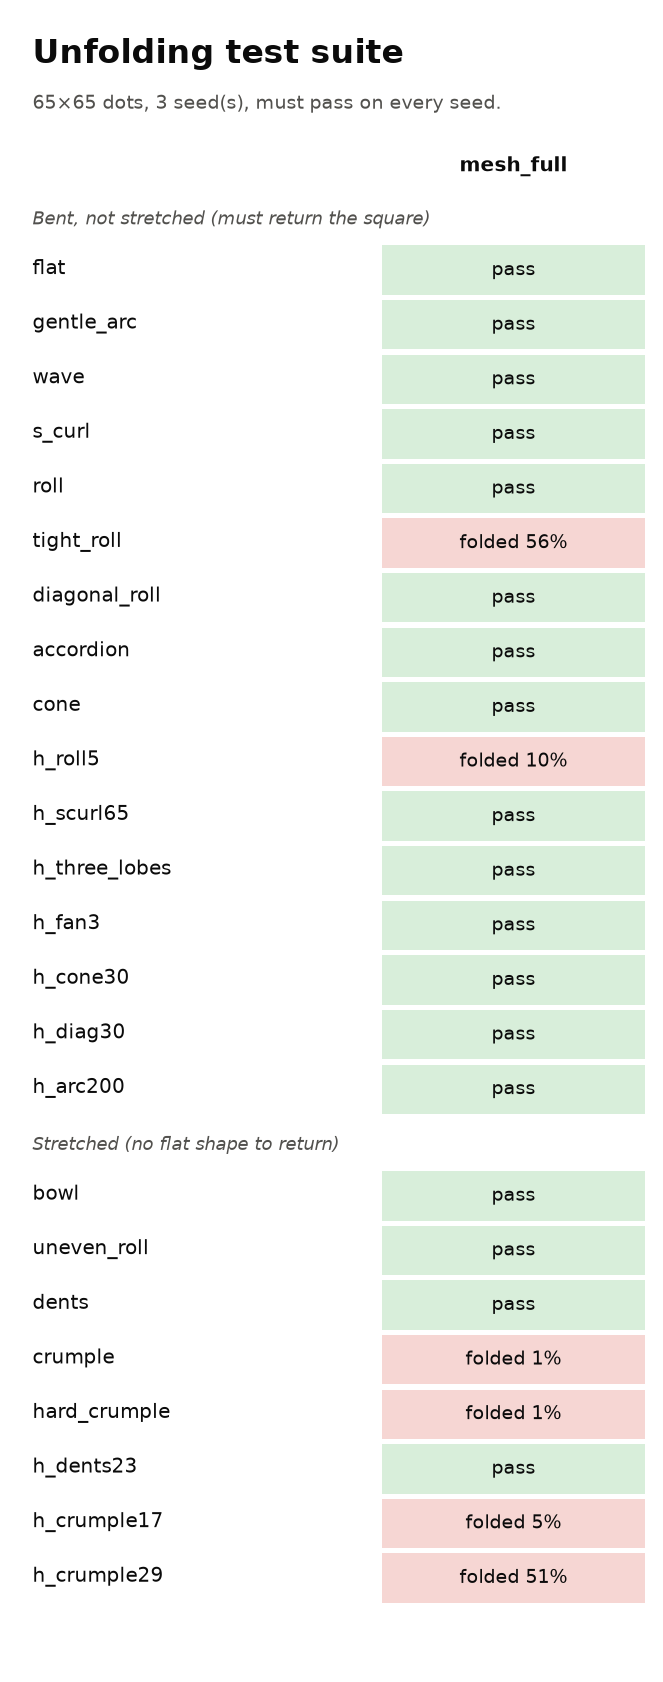 Unfolding test suite
65×65 dots, 3 seed(s), must pass on every seed.
mesh_full
Bent, not stretched (must return the square)
flat pass
gentle_arc pass
wave pass
s_curl pass
roll pass
tight_roll folded 56%
diagonal_roll pass
accordion pass
cone pass
h_roll5 folded 10%
h_scurl65 pass
h_three_lobes pass
h_fan3 pass
h_cone30 pass
h_diag30 pass
h_arc200 pass
Stretched (no flat shape to return)
bowl pass
uneven_roll pass
dents pass
crumple folded 1%
hard_crumple folded 1%
h_dents23 pass
h_crumple17 folded 5%
h_crumple29 folded 51%